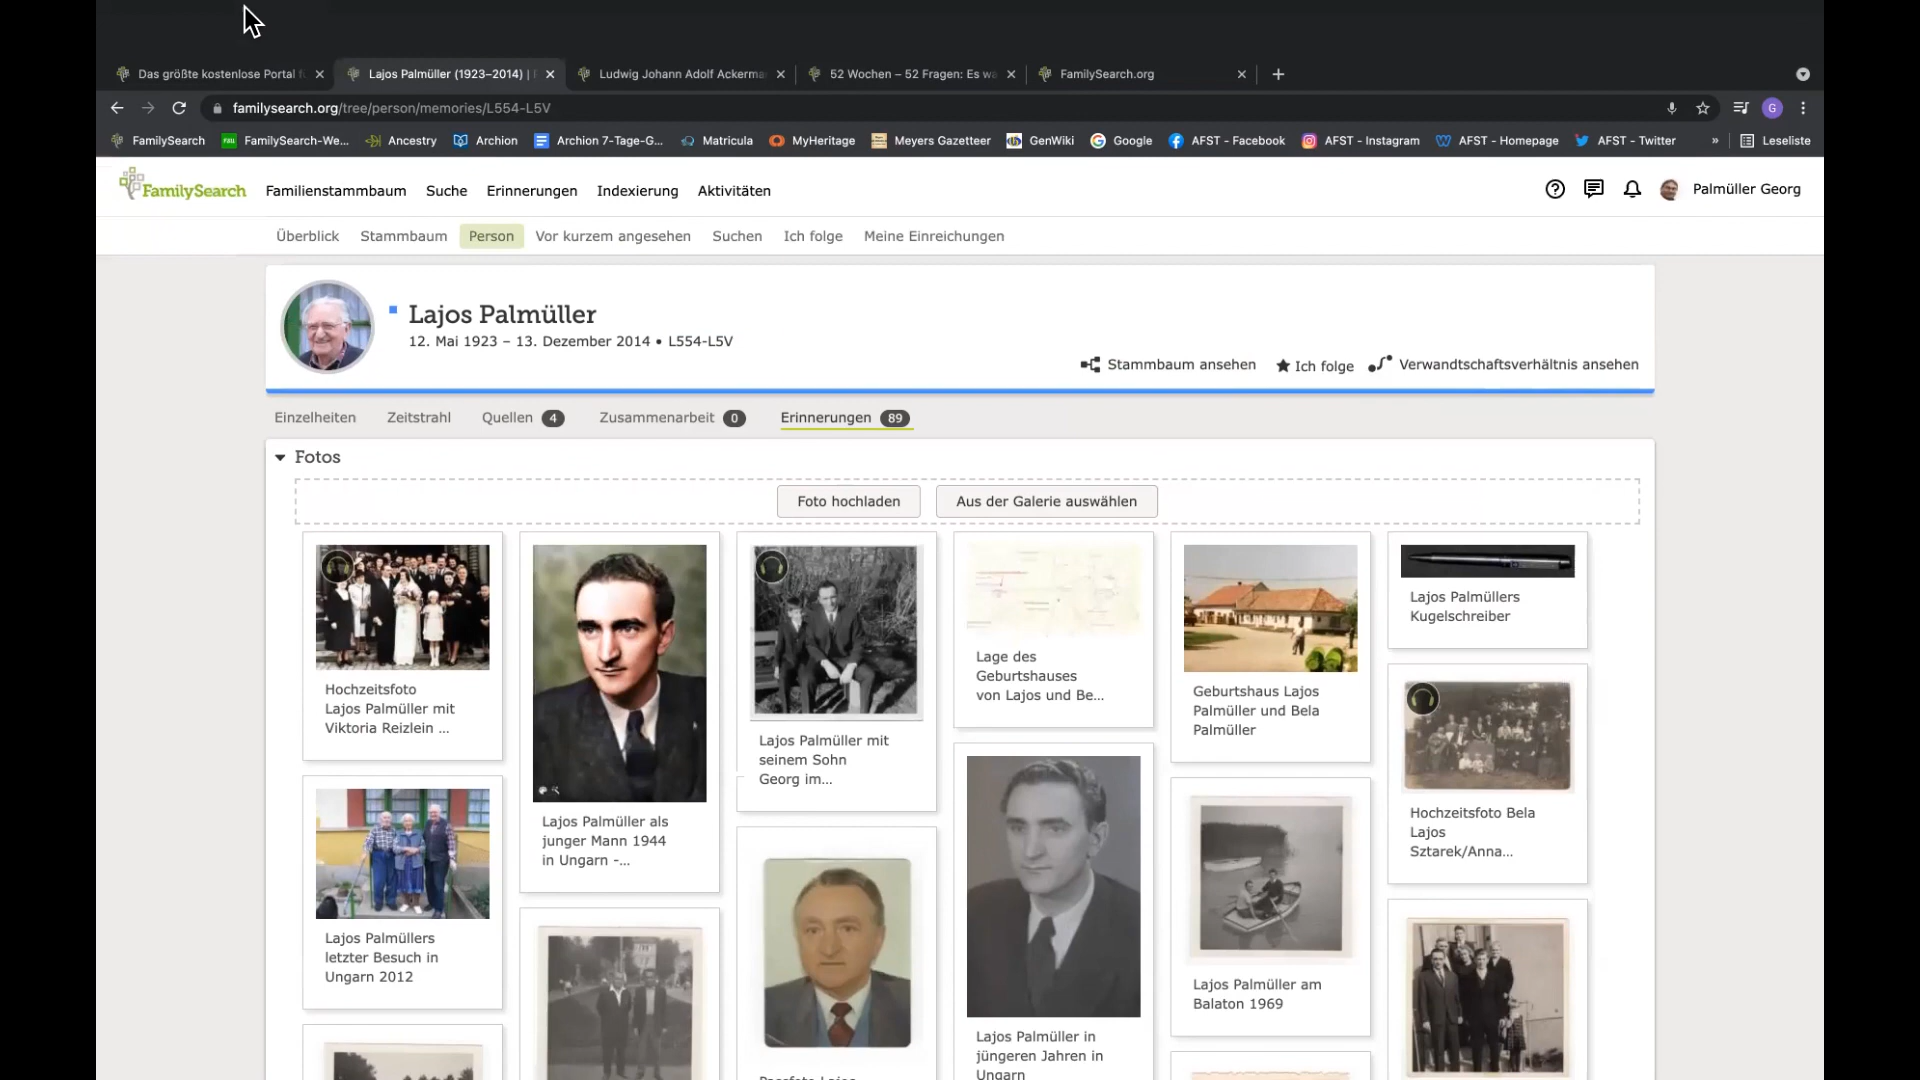 Das größte kostenlose Portal f
Lajos Palmüller (1923–2014) |
Ludwig Johann Adolf Ackerma
52 Wochen – 52 Fragen: Es wa
FamilySearch.org
familysearch.org/tree/person/memories/L554-L5V
G
FamilySearch
FamilySearch-We...
Ancestry
Archion
Archion 7-Tage-G...
Matricula
MyHeritage
Meyers Gazetteer
GenWiki
Google
AFST - Facebook
AFST - Instagram
AFST - Homepage
AFST - Twitter
»
Leseliste
FamilySearch
Familienstammbaum
Suche
Erinnerungen
Indexierung
Aktivitäten
Palmüller Georg
Überblick
Stammbaum
Person
Vor kurzem angesehen
Suchen
Ich folge
Meine Einreichungen
Lajos Palmüller
12. Mai 1923 – 13. Dezember 2014 • L554-L5V
Stammbaum ansehen
Ich folge
Verwandtschaftsverhältnis ansehen
Einzelheiten
Zeitstrahl
Quellen 4
Zusammenarbeit 0
Erinnerungen 89
Fotos
Foto hochladen
Aus der Galerie auswählen
Hochzeitsfoto
Lajos Palmüller mit
Viktoria Reizlein ...
Lajos Palmüller als
junger Mann 1944
in Ungarn -...
Lajos Palmüller mit
seinem Sohn
Georg im...
Lage des
Geburtshauses
von Lajos und Be...
Geburtshaus Lajos
Palmüller und Bela
Palmüller
Lajos Palmüllers
Kugelschreiber
Hochzeitsfoto Bela
Lajos
Sztarek/Anna...
Lajos Palmüllers
letzter Besuch in
Ungarn 2012
Lajos Palmüller in
jüngeren Jahren in
Ungarn
Lajos Palmüller am
Balaton 1969